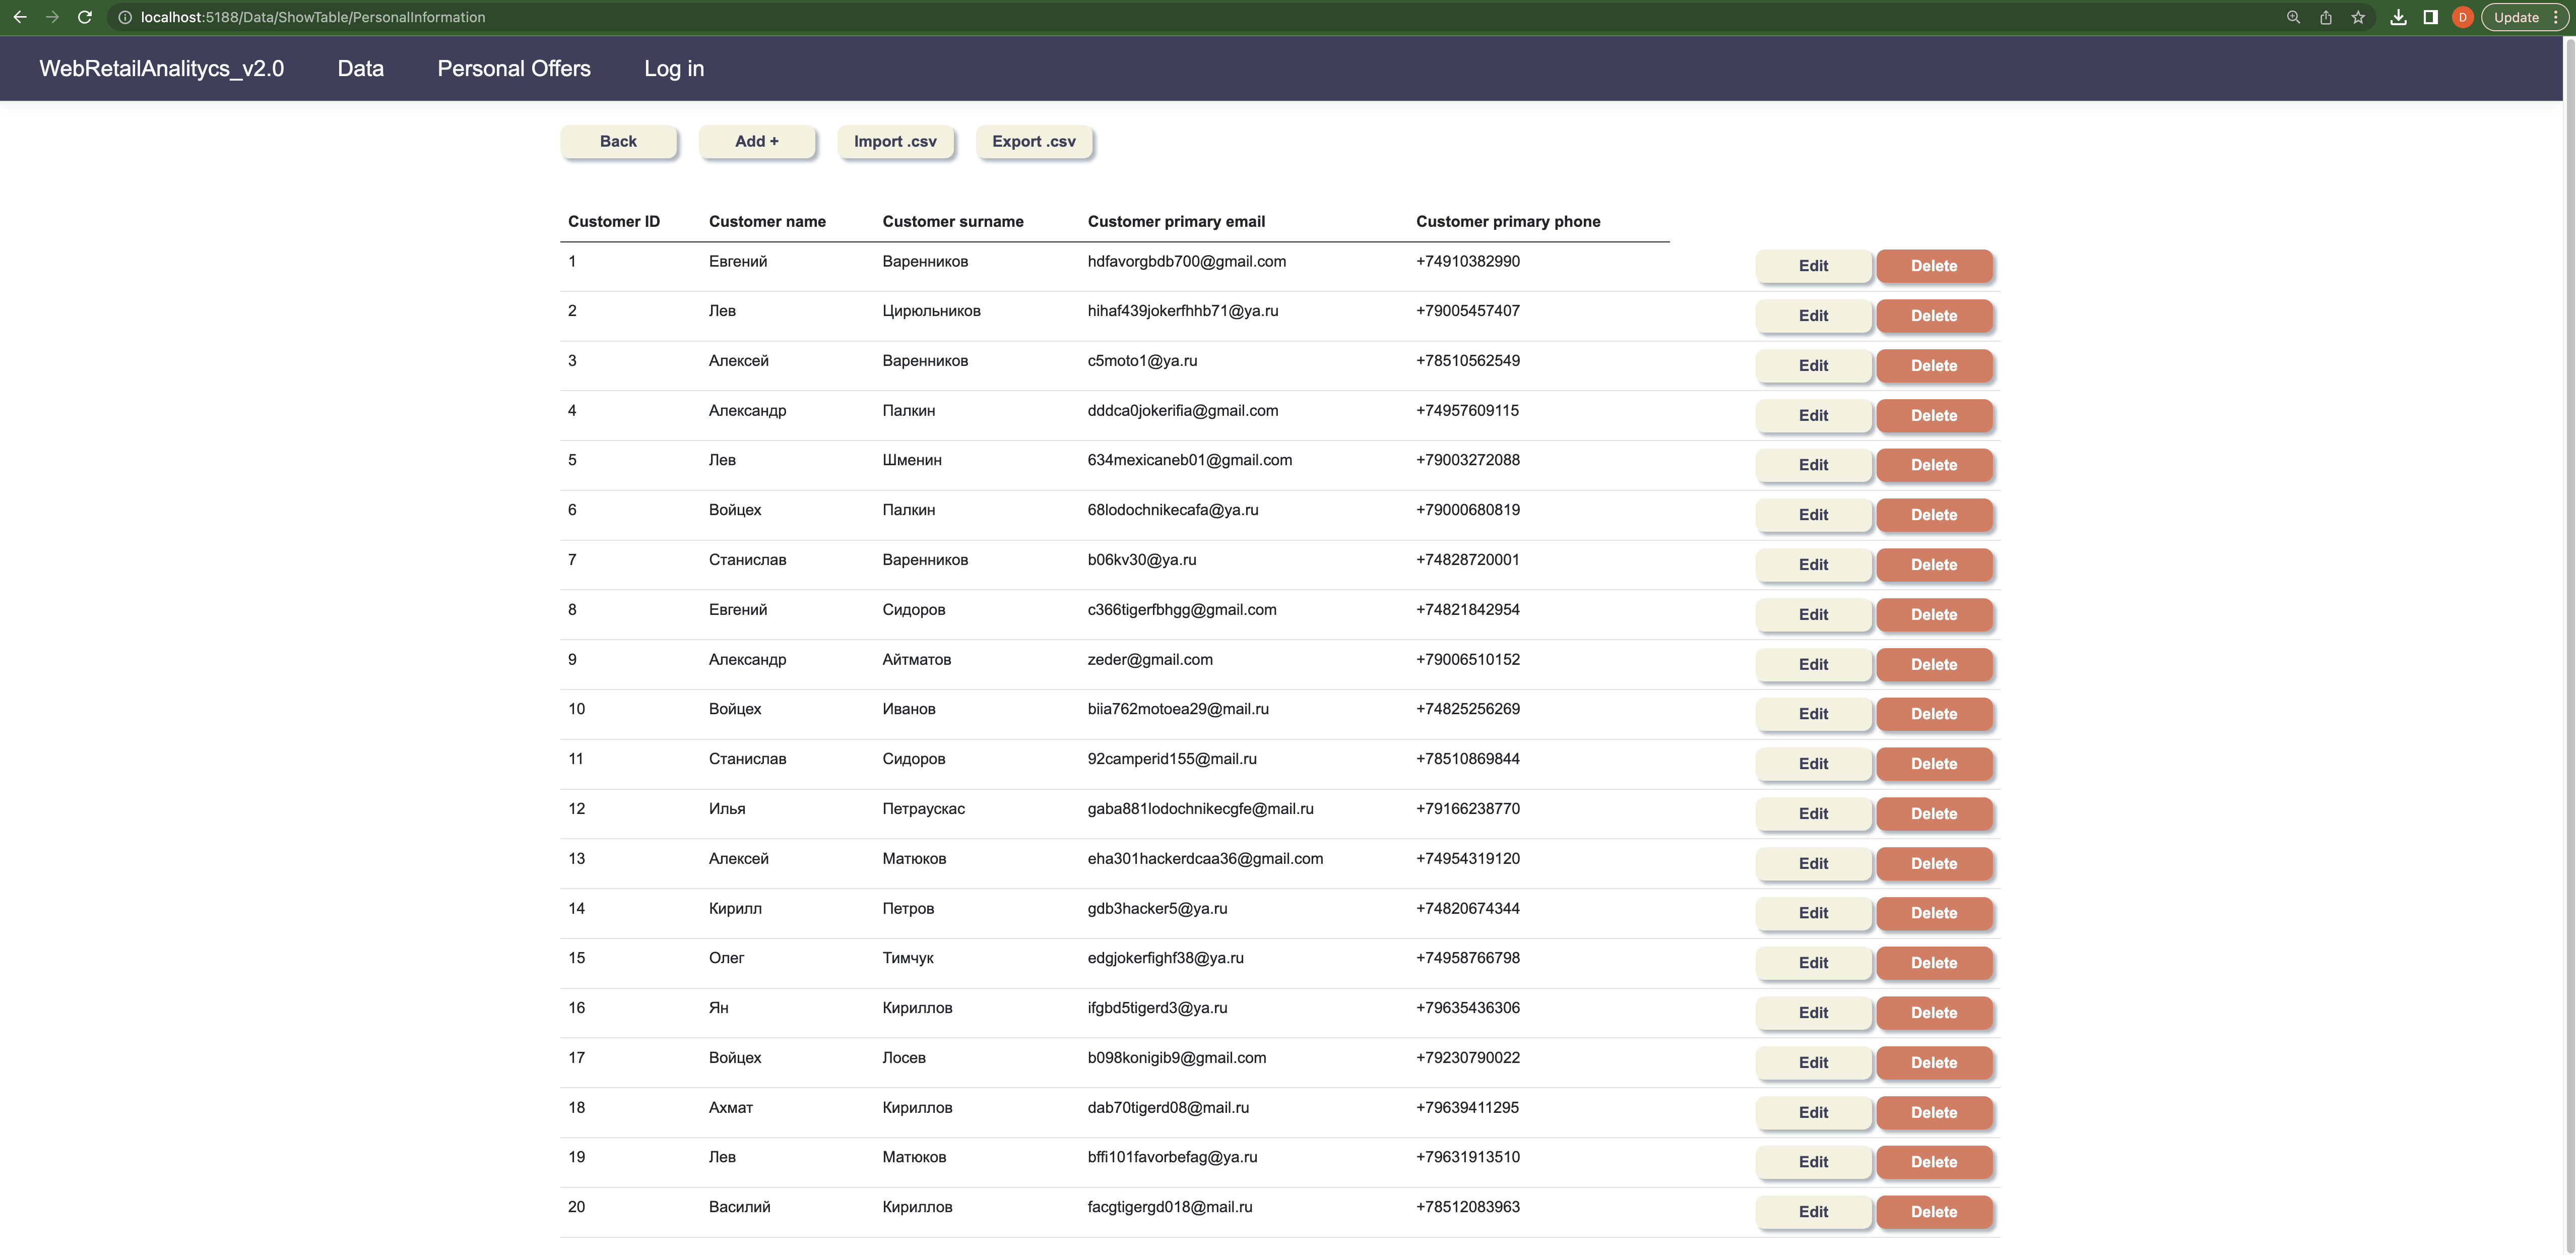 localhost:5188/Data/ShowTable/PersonalInformation D Update
WebRetailAnalitycs_v2.0 Data Personal Offers Log in
Back Add + Import .csv Export .csv
Customer ID Customer name Customer surname Customer primary email Customer primary phone
1 Евгений Варенников hdfavorgbdb700@gmail.com +74910382990 Edit Delete
2 Лев Цирюльников hihaf439jokerfhhb71@ya.ru +79005457407 Edit Delete
3 Алексей Варенников c5moto1@ya.ru +78510562549 Edit Delete
4 Александр Палкин dddca0jokerifia@gmail.com +74957609115 Edit Delete
5 Лев Шменин 634mexicaneb01@gmail.com +79003272088 Edit Delete
6 Войцех Палкин 68lodochnikecafa@ya.ru +79000680819 Edit Delete
7 Станислав Варенников b06kv30@ya.ru +74828720001 Edit Delete
8 Евгений Сидоров c366tigerfbhgg@gmail.com +74821842954 Edit Delete
9 Александр Айтматов zeder@gmail.com +79006510152 Edit Delete
10 Войцех Иванов biia762motoea29@mail.ru +74825256269 Edit Delete
11 Станислав Сидоров 92camperid155@mail.ru +78510869844 Edit Delete
12 Илья Петраускас gaba881lodochnikecgfe@mail.ru +79166238770 Edit Delete
13 Алексей Матюков eha301hackerdcaa36@gmail.com +74954319120 Edit Delete
14 Кирилл Петров gdb3hacker5@ya.ru +74820674344 Edit Delete
15 Олег Тимчук edgjokerfighf38@ya.ru +74958766798 Edit Delete
16 Ян Кириллов ifgbd5tigerd3@ya.ru +79635436306 Edit Delete
17 Войцех Лосев b098konigib9@gmail.com +79230790022 Edit Delete
18 Ахмат Кириллов dab70tigerd08@mail.ru +79639411295 Edit Delete
19 Лев Матюков bffi101favorbefag@ya.ru +79631913510 Edit Delete
20 Василий Кириллов facgtigergd018@mail.ru +78512083963 Edit Delete